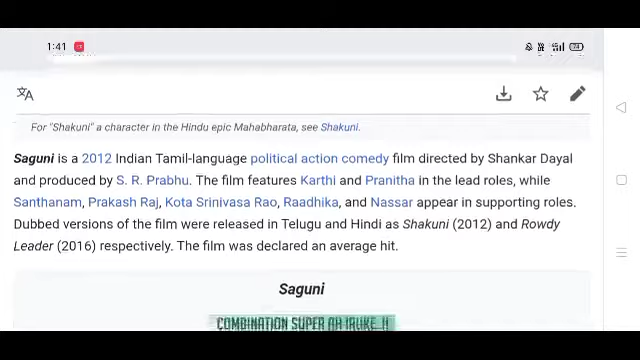 1:41
For "Shakuni" a character in the Hindu epic Mahabharata, see Shakuni.
Saguni is a 2012 Indian Tamil-language political action comedy film directed by Shankar Dayal
and produced by S. R. Prabhu. The film features Karthi and Pranitha in the lead roles, while
Santhanam, Prakash Raj, Kota Srinivasa Rao, Raadhika, and Nassar appear in supporting roles.
Dubbed versions of the film were released in Telugu and Hindi as Shakuni (2012) and Rowdy
Leader (2016) respectively. The film was declared an average hit.
Saguni
COMBINATION SUPER AH IRUKE !!